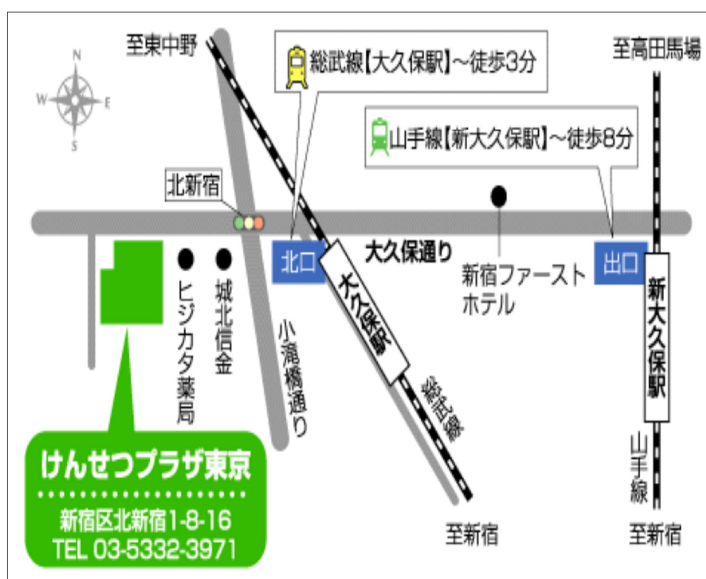 至東中野
総武線【大久保駅】〜徒歩3分
至高田馬場
N
W
E
S
山手線【新大久保駅】〜徒歩8分
北新宿
大久保通り
北口
出口
新宿ファースト
ホテル
大久保駅
新大久保駅
ヒジカタ薬局
城北信金
小滝橋通り
総武線
山手線
けんせつプラザ東京
新宿区北新宿1-8-16
TEL 03-5332-3971
至新宿
至新宿